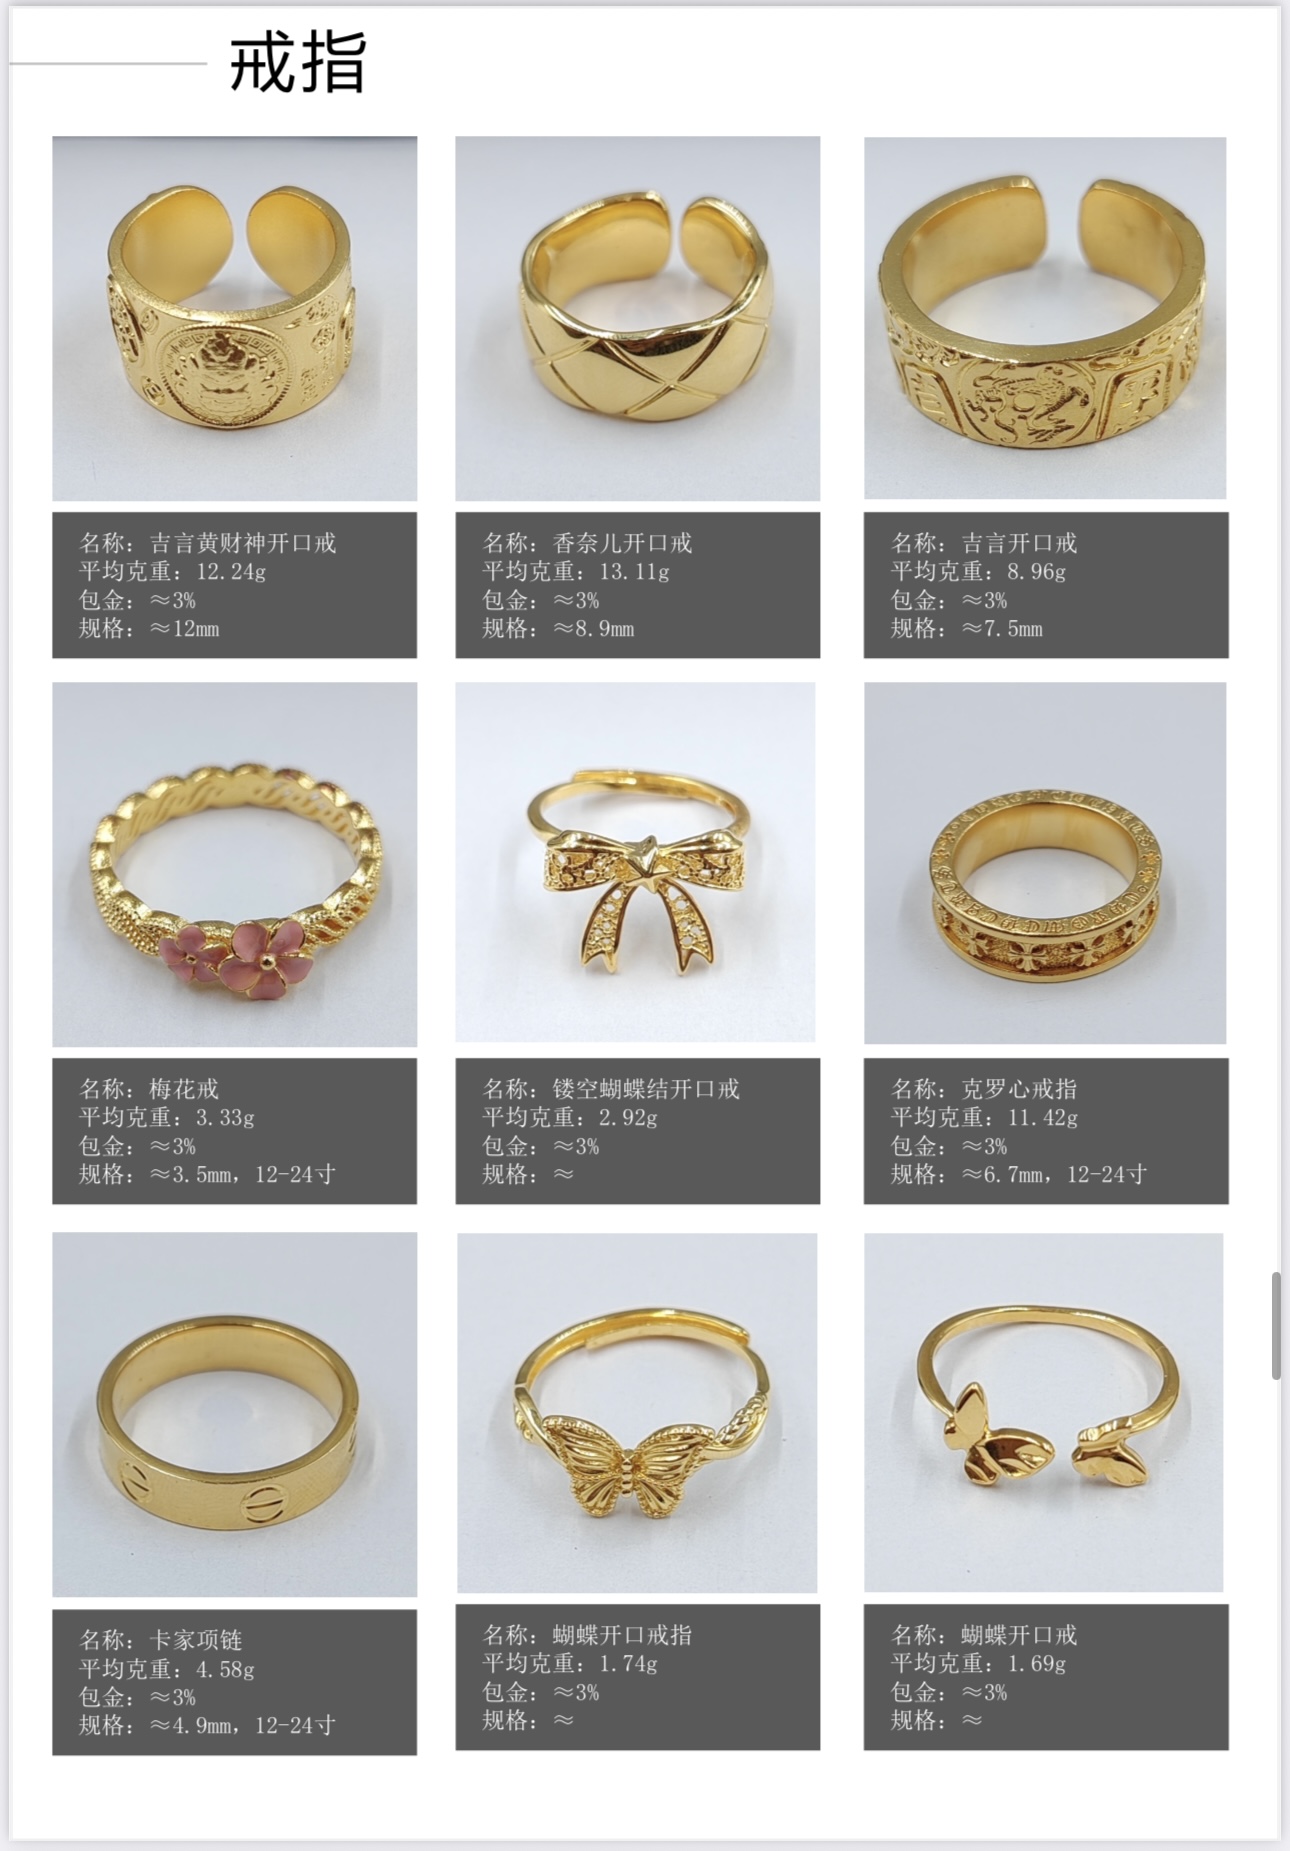 戒指
名称：吉言黄财神开口戒
平均克重：12.24g
包金：≈3%
规格：≈12mm
名称：香奈儿开口戒
平均克重：13.11g
包金：≈3%
规格：≈8.9mm
名称：吉言开口戒
平均克重：8.96g
包金：≈3%
规格：≈7.5mm
名称：梅花戒
平均克重：3.33g
包金：≈3%
规格：≈3.5mm，12-24寸
名称：镂空蝴蝶结开口戒
平均克重：2.92g
包金：≈3%
规格：≈
名称：克罗心戒指
平均克重：11.42g
包金：≈3%
规格：≈6.7mm，12-24寸
名称：卡家项链
平均克重：4.58g
包金：≈3%
规格：≈4.9mm，12-24寸
名称：蝴蝶开口戒指
平均克重：1.74g
包金：≈3%
规格：≈
名称：蝴蝶开口戒
平均克重：1.69g
包金：≈3%
规格：≈